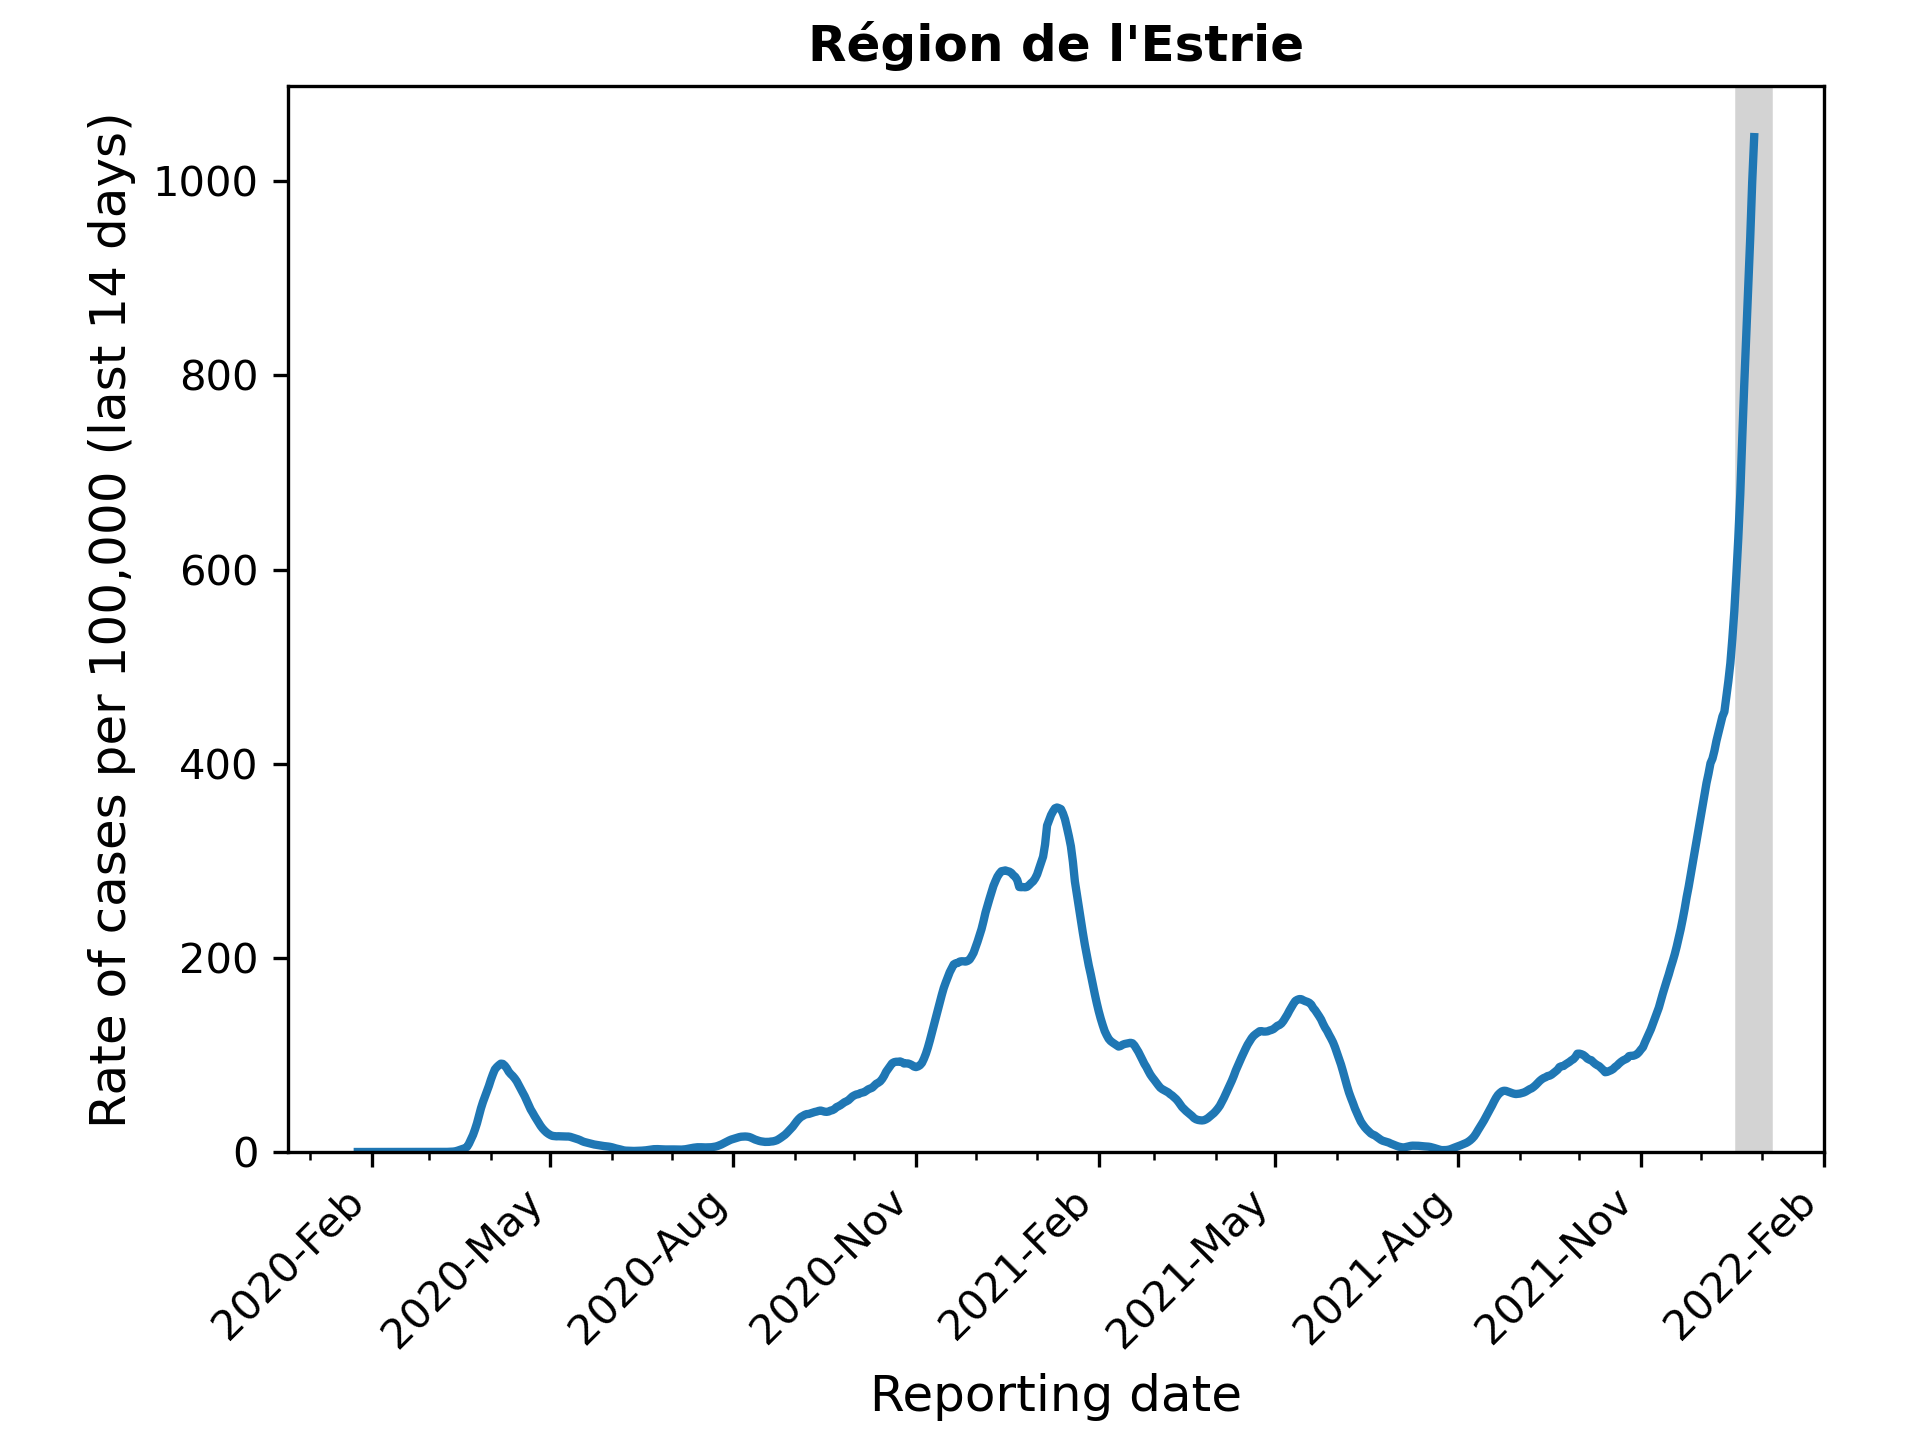 Région de l'Estrie
Rate of cases per 100,000 (last 14 days)
1000
800
600
400
200
0
2020-Feb
2020-May
2020-Aug
2020-Nov
2021-Feb
2021-May
2021-Aug
2021-Nov
2022-Feb
Reporting date